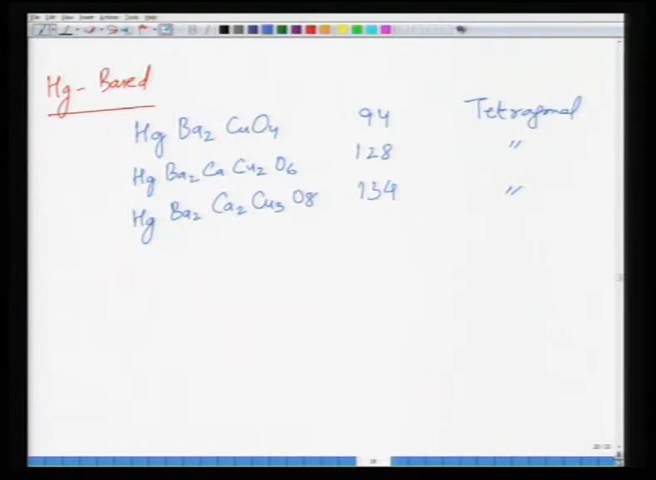 Hg - Based
Hg Ba2 CuO4 94 Tetragonal
Hg Ba2 Ca Cu2 O6 128 〃
Hg Ba2 Ca2 Cu3 O8 134 〃